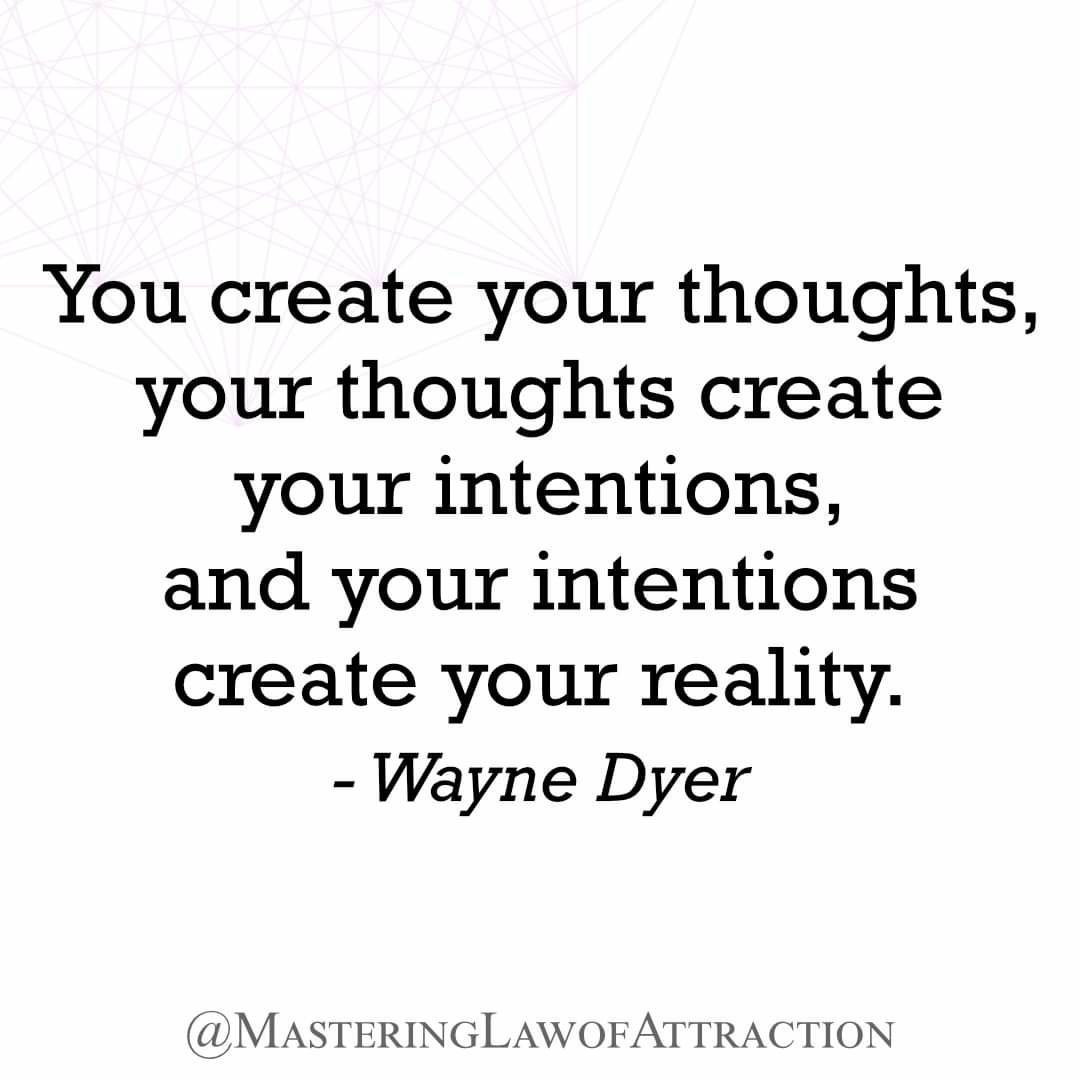 You create your thoughts,
your thoughts create
your intentions,
and your intentions
create your reality.
- Wayne Dyer
@MasteringLawofAttraction